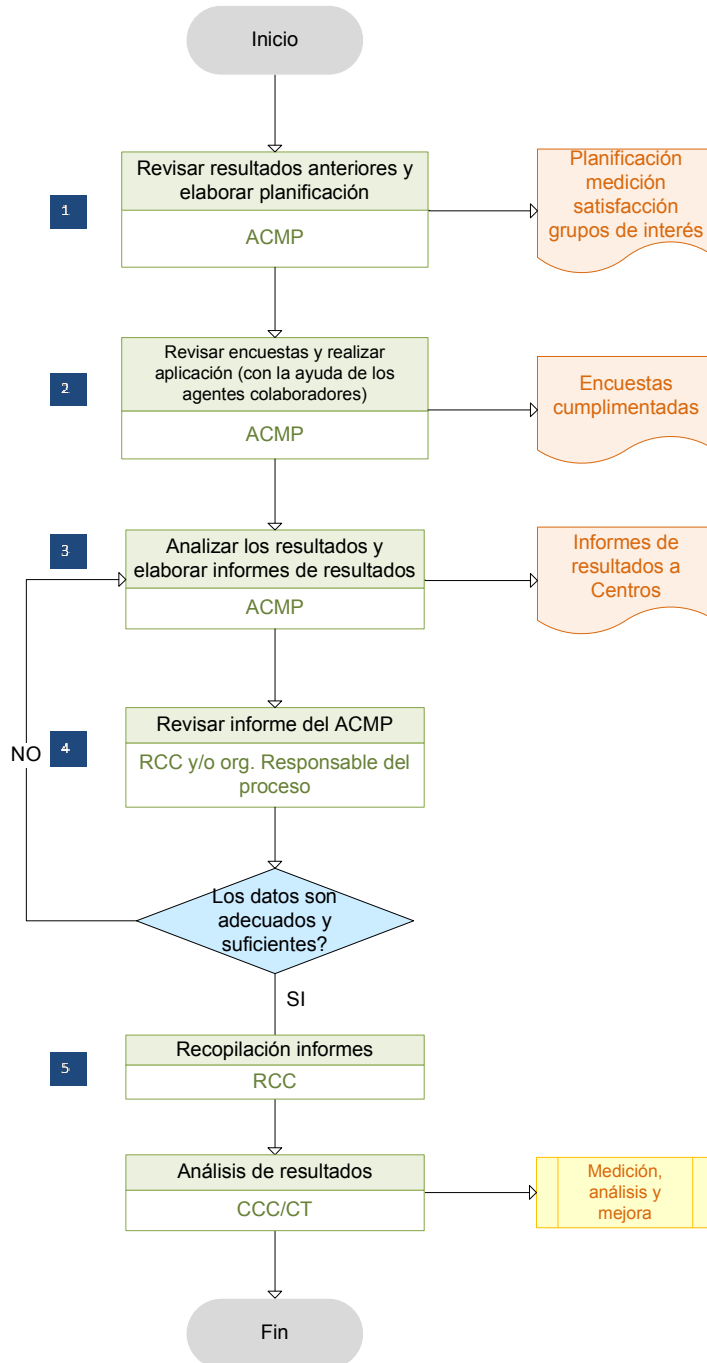 Inicio
1
Revisar resultados anteriores y
elaborar planificación
ACMP
Planificación
medición
satisfacción
grupos de interés
2
Revisar encuestas y realizar
aplicación (con la ayuda de los
agentes colaboradores)
ACMP
Encuestas
cumplimentadas
3
Analizar los resultados y
elaborar informes de resultados
ACMP
Informes de
resultados a
Centros
4
Revisar informe del ACMP
RCC y/o org. Responsable del
proceso
NO
Los datos son
adecuados y
suficientes?
SI
5
Recopilación informes
RCC
Análisis de resultados
CCC/CT
Medición,
análisis y
mejora
Fin